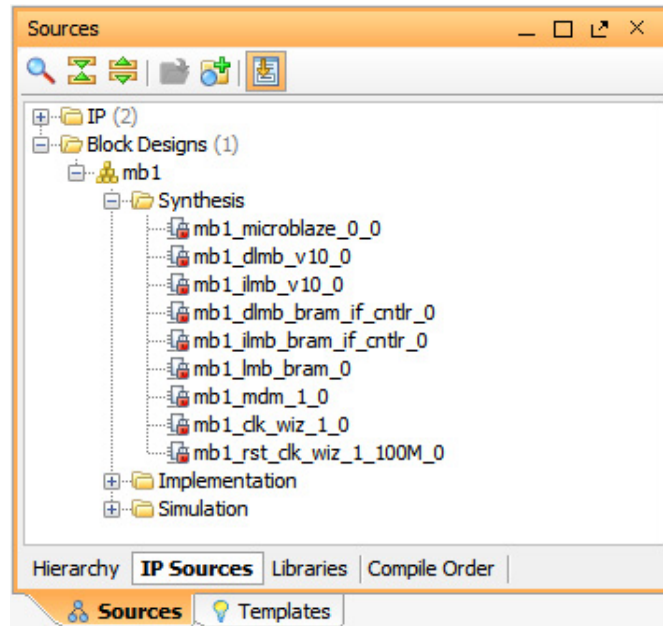 Sources
IP (2)
Block Designs (1)
mb1
Synthesis
mb1_microblaze_0_0
mb1_dlmb_v10_0
mb1_ilmb_v10_0
mb1_dlmb_bram_if_cntlr_0
mb1_ilmb_bram_if_cntlr_0
mb1_lmb_bram_0
mb1_mdm_1_0
mb1_clk_wiz_1_0
mb1_rst_clk_wiz_1_100M_0
Implementation
Simulation
Hierarchy IP Sources Libraries Compile Order
Sources Templates